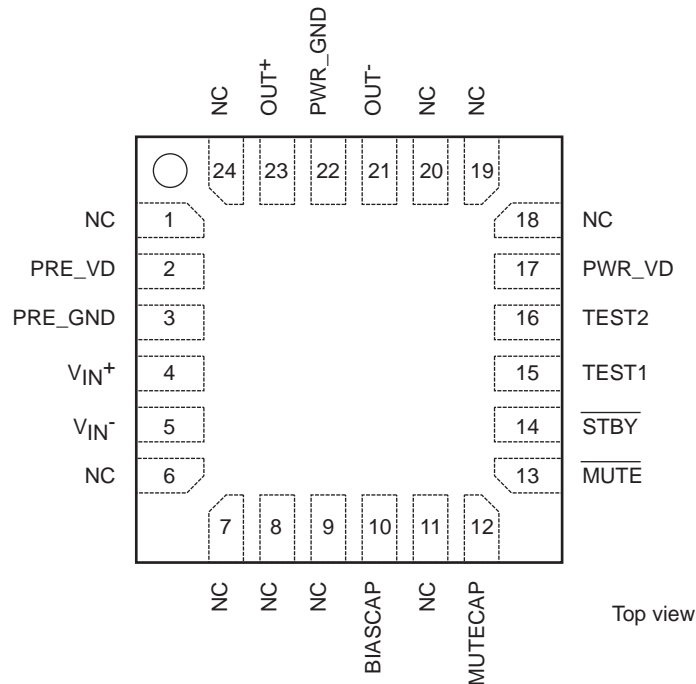 NC OUT+ PWR_GND OUT- NC NC
24 23 22 21 20 19
NC 1 18 NC
PRE_VD 2 17 PWR_VD
PRE_GND 3 16 TEST2
VIN+ 4 15 TEST1
VIN- 5 14 STBY
NC 6 13 MUTE
7 8 9 10 11 12
NC NC NC BIASCAP NC MUTECAP
Top view